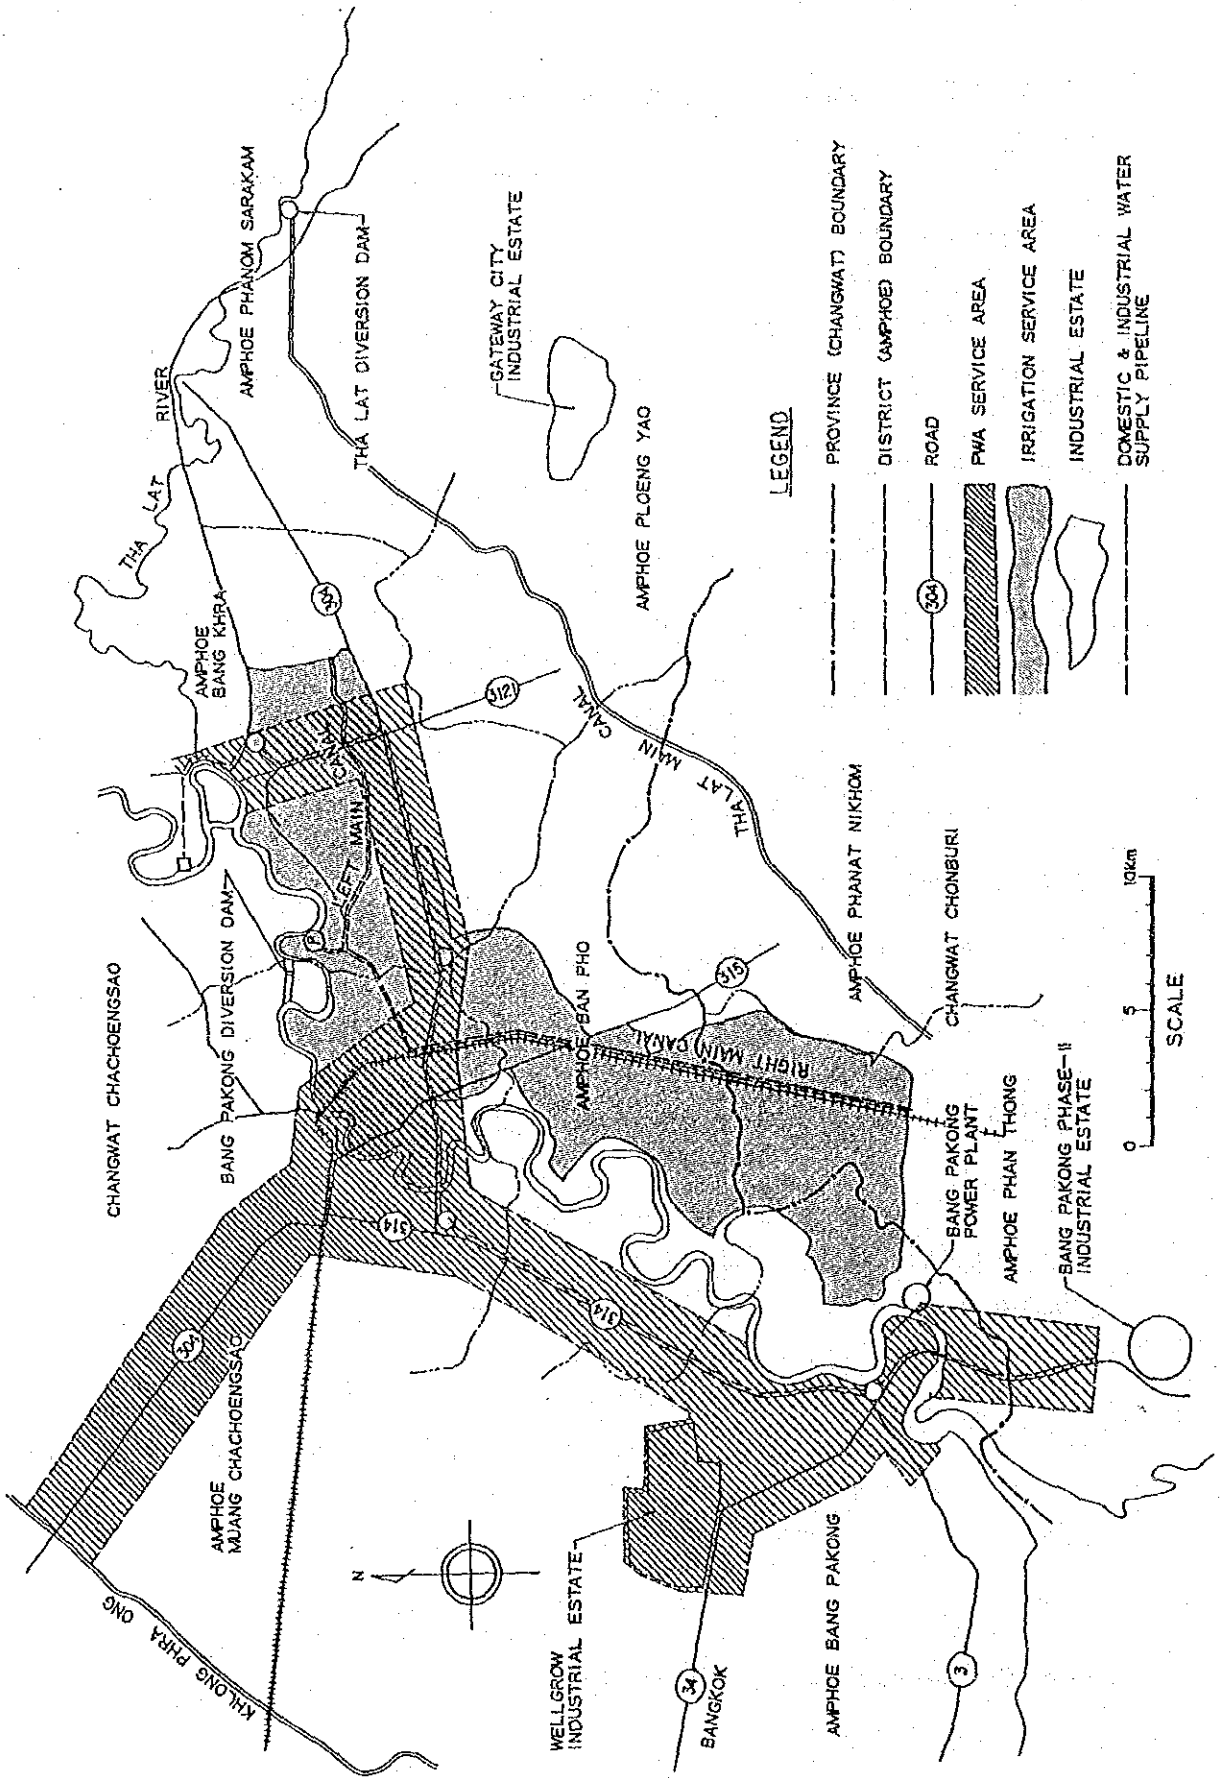 CHANGWAT CHACHOENGSAO
THA LAT
RIVER
AMPHOE
BANG KHRA
AMPHOE PHANOM SARAKAM
BANG PAKONG DIVERSION DAM
THA LAT DIVERSION DAM
304
304
AMPHOE
MUANG CHACHOENGSAO
KHLONG PHRA ONG
LEFT MAIN CANAL
P
314
314
3121
GATEWAY CITY
INDUSTRIAL ESTATE
N
AMPHOE BAN PHO
CANAL
AMPHOE PLOENG YAO
THA LAT MAIN
WELLGROW
INDUSTRIAL ESTATE
RIGHT MAIN CANAL
315
34
BANGKOK
AMPHOE PHANAT NIKHOM
CHANGWAT CHONBURI
AMPHOE BANG PAKONG
3
BANG PAKONG
POWER PLANT
AMPHOE PHAN THONG
BANG PAKONG PHASE-II
INDUSTRIAL ESTATE
LEGEND
PROVINCE (CHANGWAT) BOUNDARY
DISTRICT (AMPHOE) BOUNDARY
304
ROAD
PWA SERVICE AREA
IRRIGATION SERVICE AREA
INDUSTRIAL ESTATE
DOMESTIC & INDUSTRIAL WATER
SUPPLY PIPELINE
0 5 10Km
SCALE